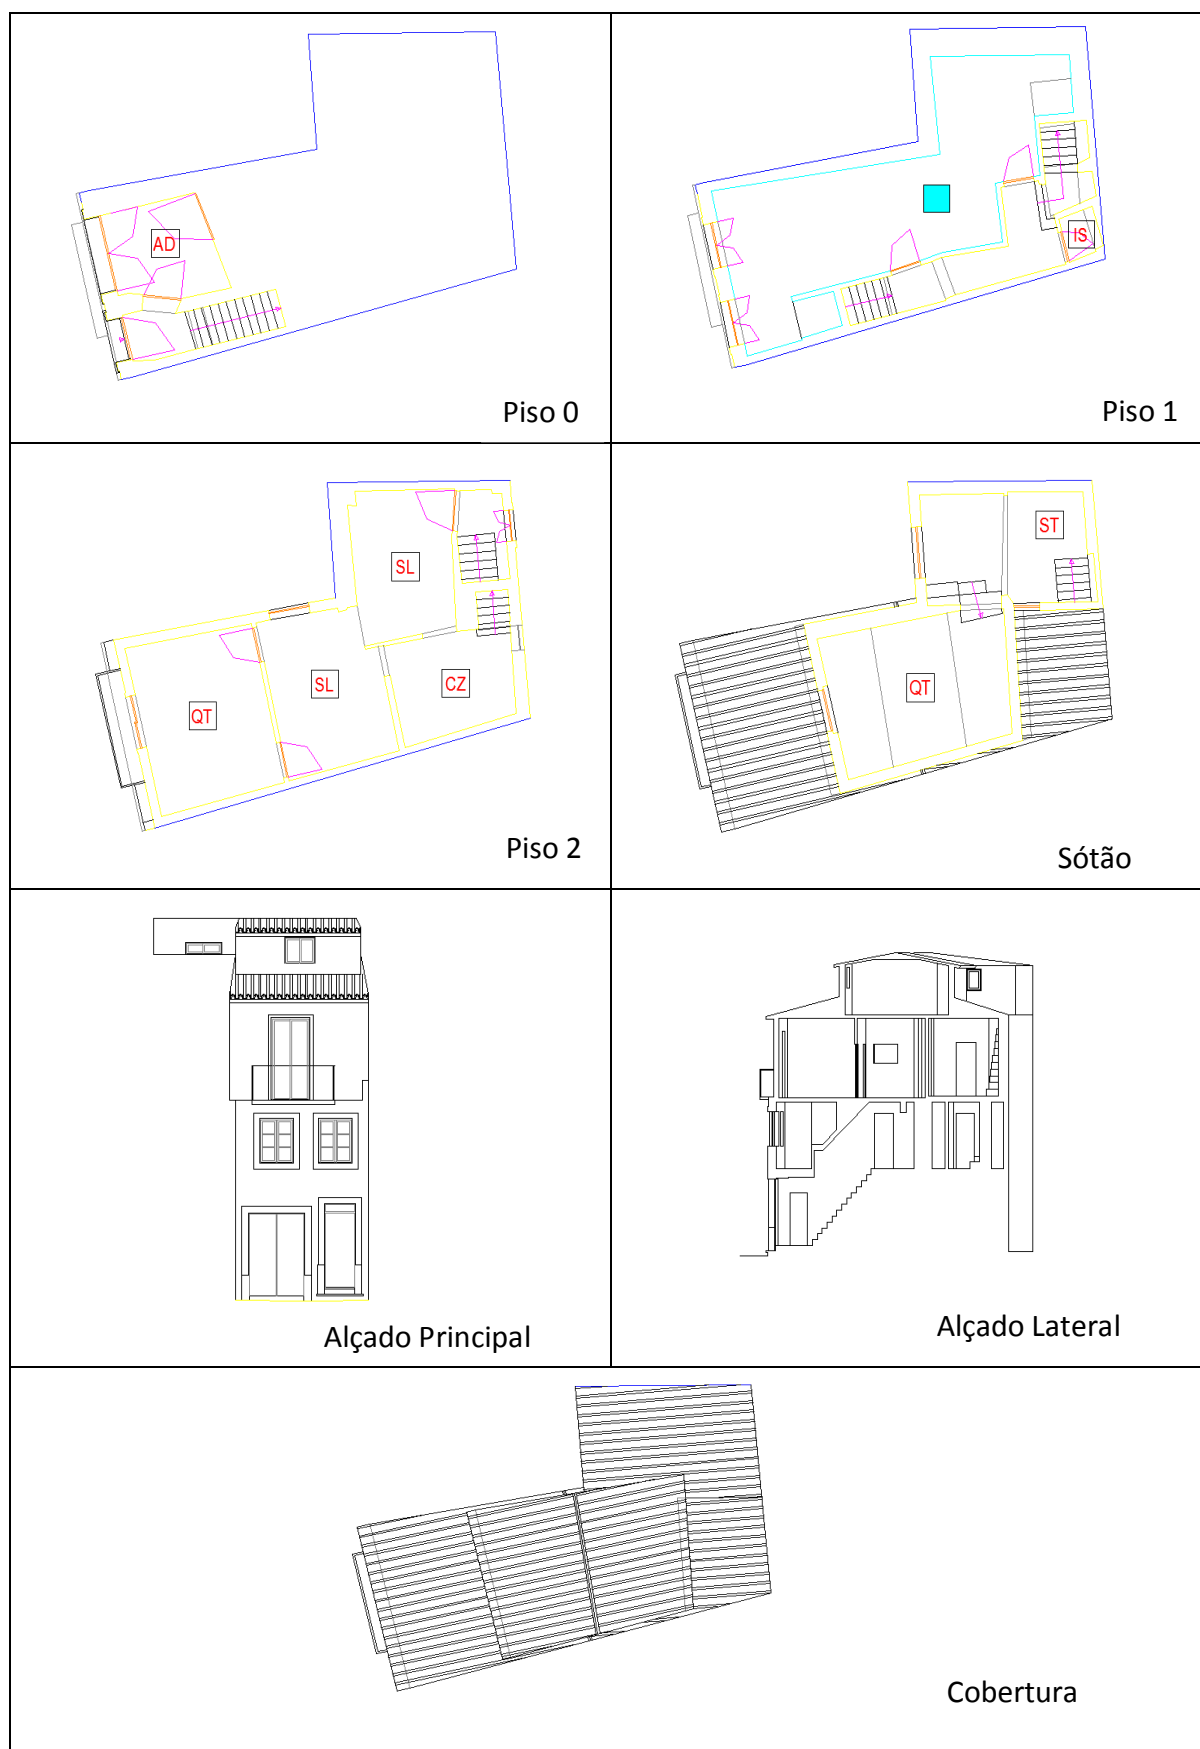 AD
Piso 0
IS
Piso 1
SL
SL
CZ
QT
Piso 2
ST
QT
Sótão
Alçado Principal
Alçado Lateral
Cobertura